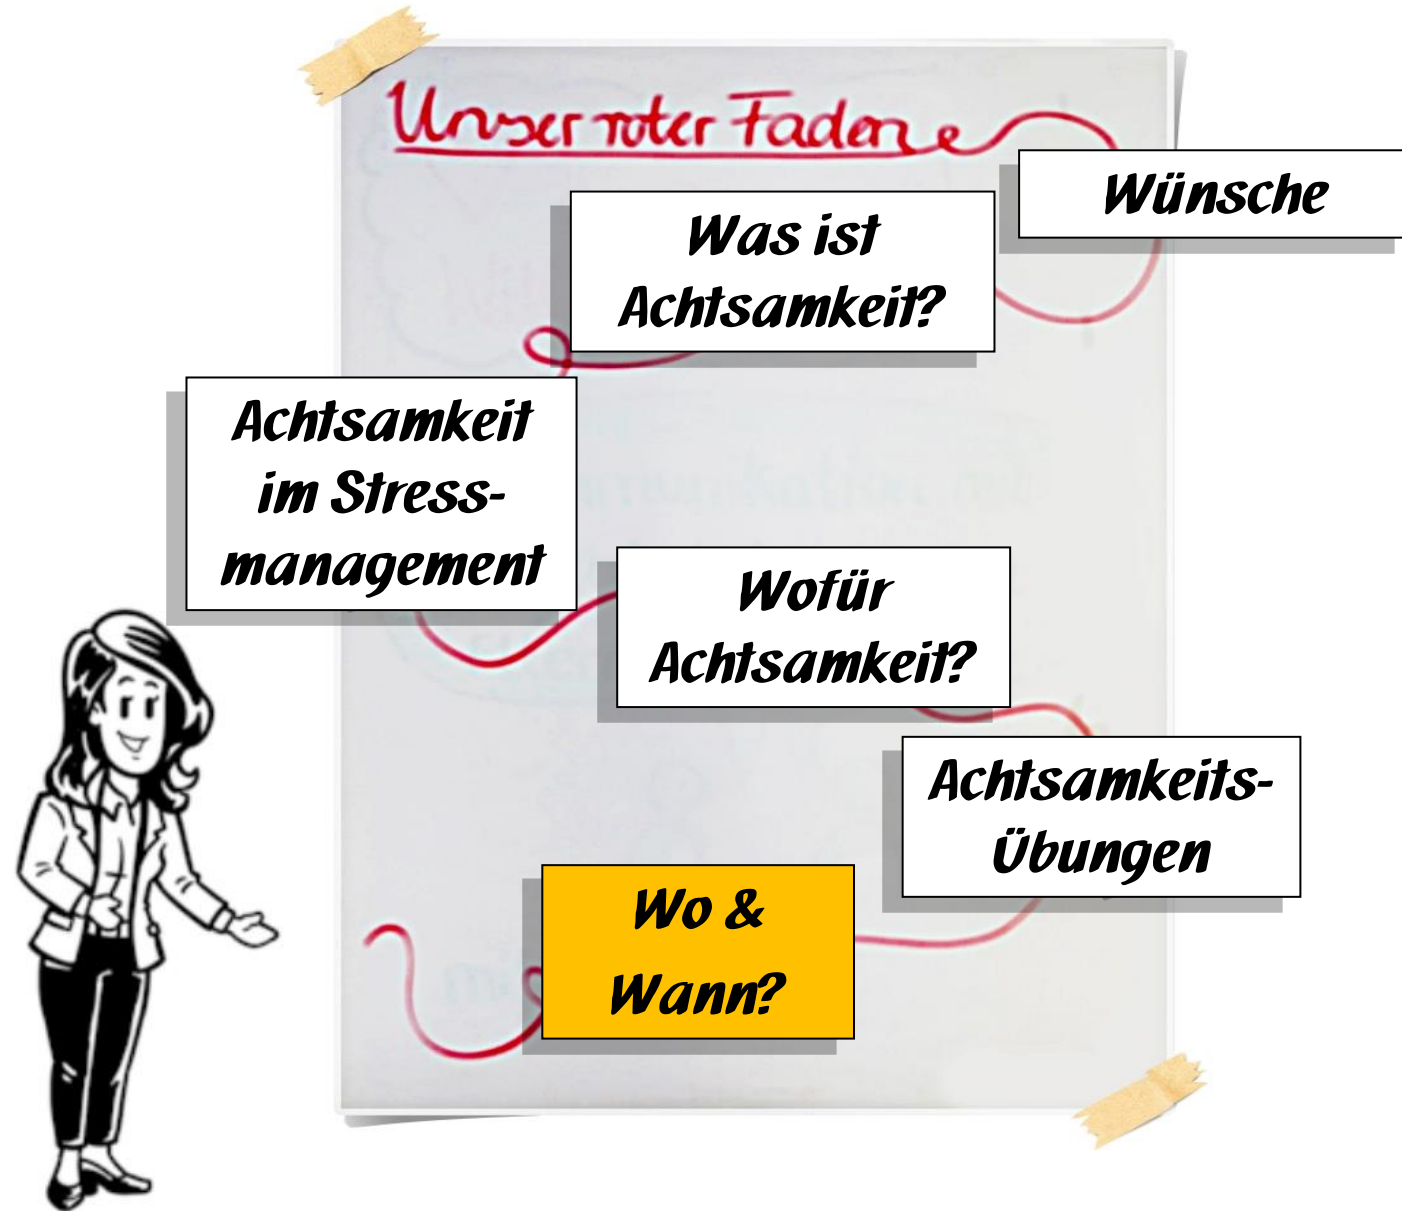 Unser roter Faden
Wünsche
Was ist
Achtsamkeit?
Achtsamkeit
im Stress-
management
Wofür
Achtsamkeit?
Achtsamkeits-
Übungen
Wo &
Wann?